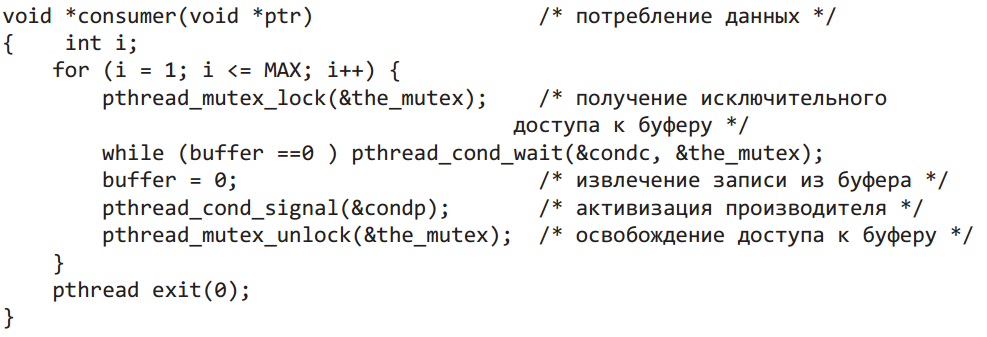 void *consumer(void *ptr) /* потребление данных */
{ int i;
for (i = 1; i <= MAX; i++) {
pthread_mutex_lock(&the_mutex); /* получение исключительного
доступа к буферу */
while (buffer ==0 ) pthread_cond_wait(&condc, &the_mutex);
buffer = 0; /* извлечение записи из буфера */
pthread_cond_signal(&condp); /* активизация производителя */
pthread_mutex_unlock(&the_mutex); /* освобождение доступа к буферу */
}
pthread exit(0);
}